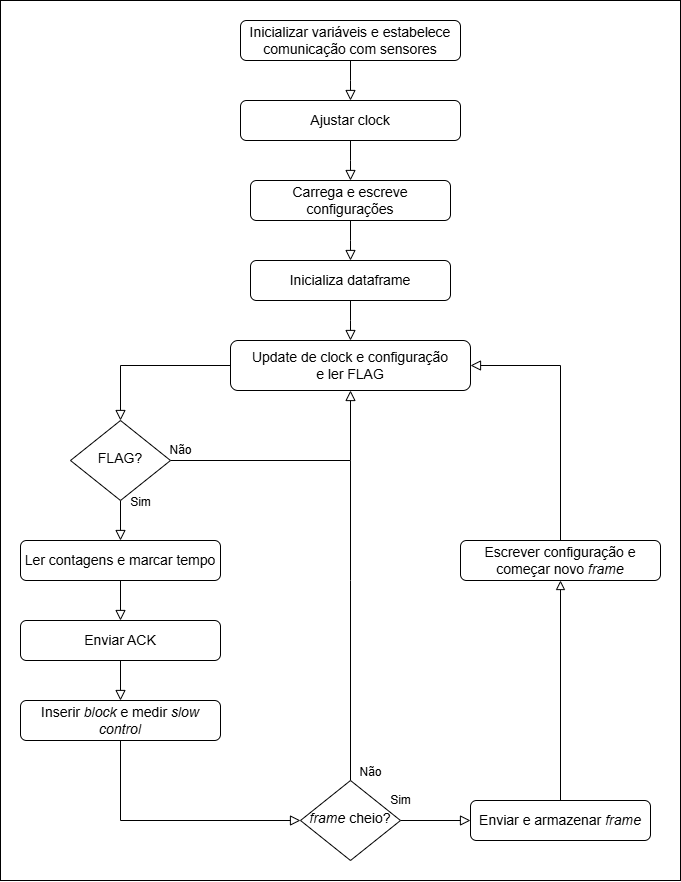 Inicializar variáveis e estabelece
comunicação com sensores
Ajustar clock
Carrega e escreve
configurações
Inicializa dataframe
Update de clock e configuração
e ler FLAG
FLAG?
Não
Sim
Ler contagens e marcar tempo
Escrever configuração e
começar novo frame
Enviar ACK
Inserir block e medir slow
control
Não
Sim
frame cheio?
Enviar e armazenar frame